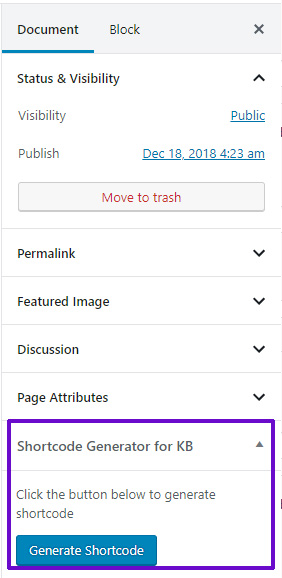 Document Block ×
Status & Visibility
Visibility Public
Publish Dec 18, 2018 4:23 am
Move to trash
Permalink
Featured Image
Discussion
Page Attributes
Shortcode Generator for KB
Click the button below to generate
shortcode
Generate Shortcode